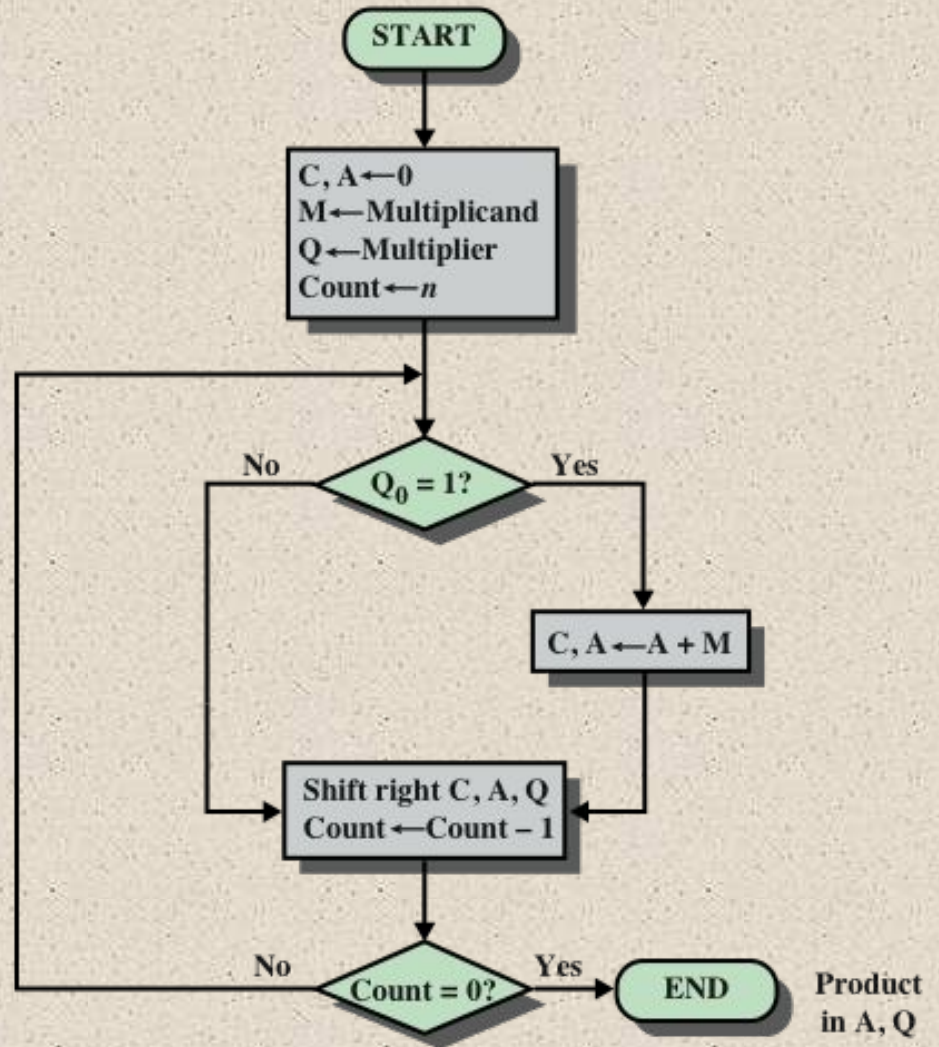 START
C, A←0
M←Multiplicand
Q←Multiplier
Count←n
No
Yes
Q0 = 1?
C, A←A + M
Shift right C, A, Q
Count←Count – 1
No
Yes
Count = 0?
END
Product
in A, Q